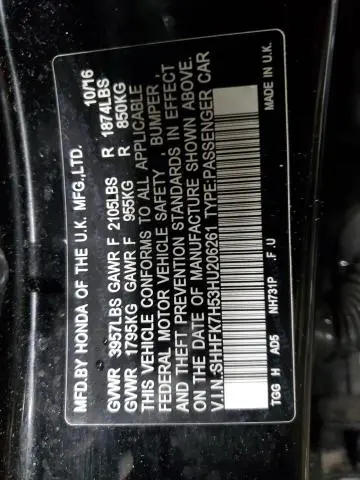 MFD.BY HONDA OF THE U.K. MFG.,LTD. 10/16
GVWR 3957LBS GAWR F 2105LBS R 1874LBS
GVWR 1795KG GAWR F 955KG R 850KG
THIS VEHICLE CONFORMS TO ALL APPLICABLE
FEDERAL MOTOR VEHICLE SAFETY , BUMPER ,
AND THEFT PREVENTION STANDARDS IN EFFECT
ON THE DATE OF MANUFACTURE SHOWN ABOVE.
V.I.N.:SHHFK7H53HU206261 TYPE:PASSENGER CAR
TGG H AD5 NH731P .F .U MADE IN U.K.